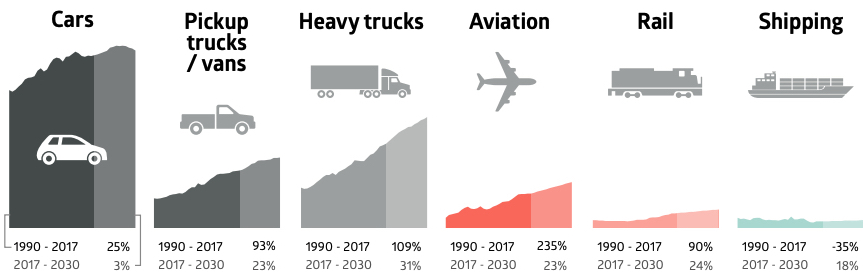 Cars
Pickup
trucks
/ vans
Heavy trucks
Aviation
Rail
Shipping
1990 - 2017 25%
2017 - 2030 3%
1990 - 2017 93%
2017 - 2030 23%
1990 - 2017 109%
2017 - 2030 31%
1990 - 2017 235%
2017 - 2030 23%
1990 - 2017 90%
2017 - 2030 24%
1990 - 2017 -35%
2017 - 2030 18%